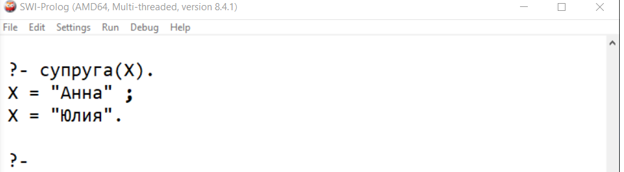 SWI-Prolog (AMD64, Multi-threaded, version 8.4.1)
File Edit Settings Run Debug Help
?- супруга(X).
X = "Анна" ;
X = "Юлия".
?-